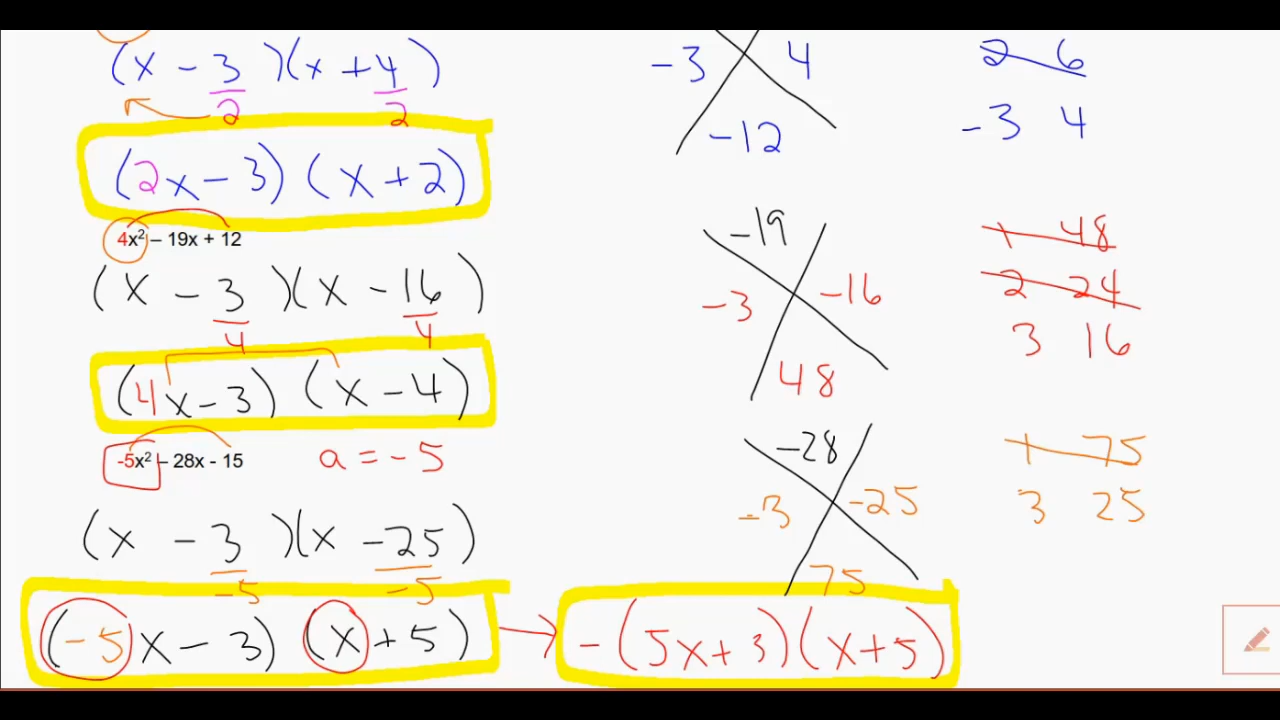 (x - 3/2)(x + 4/2)
-3 4
2 6
-12
-3 4
(2x - 3) (x + 2)
4x² – 19x + 12
-19
1 48
(x - 3/4)(x - 16/4)
-3 -16
2 24
3 16
(4x - 3) (x - 4)
48
-5x² – 28x - 15
a = -5
-28
1 75
(x - 3/-5)(x - 25/-5)
-3 -25
3 25
75
(-5x - 3) (x + 5) → -(5x + 3)(x + 5)